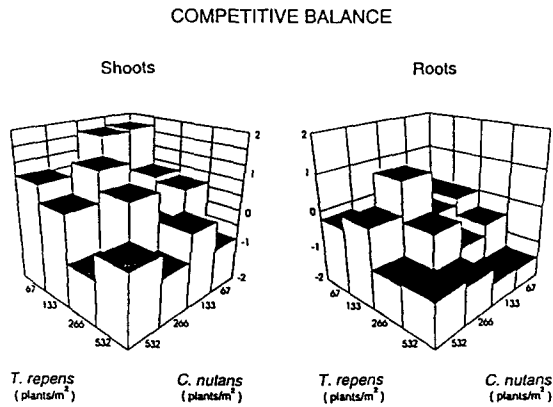 COMPETITIVE BALANCE
Shoots
Roots
2
1
0
-1
-2
67
133
266
532
532
266
133
67
T. repens
( plants/m² )
C. nutans
( plants/m² )
2
1
0
-1
-2
67
133
266
532
532
266
133
67
T. repens
( plants/m² )
C. nutans
( plants/m² )